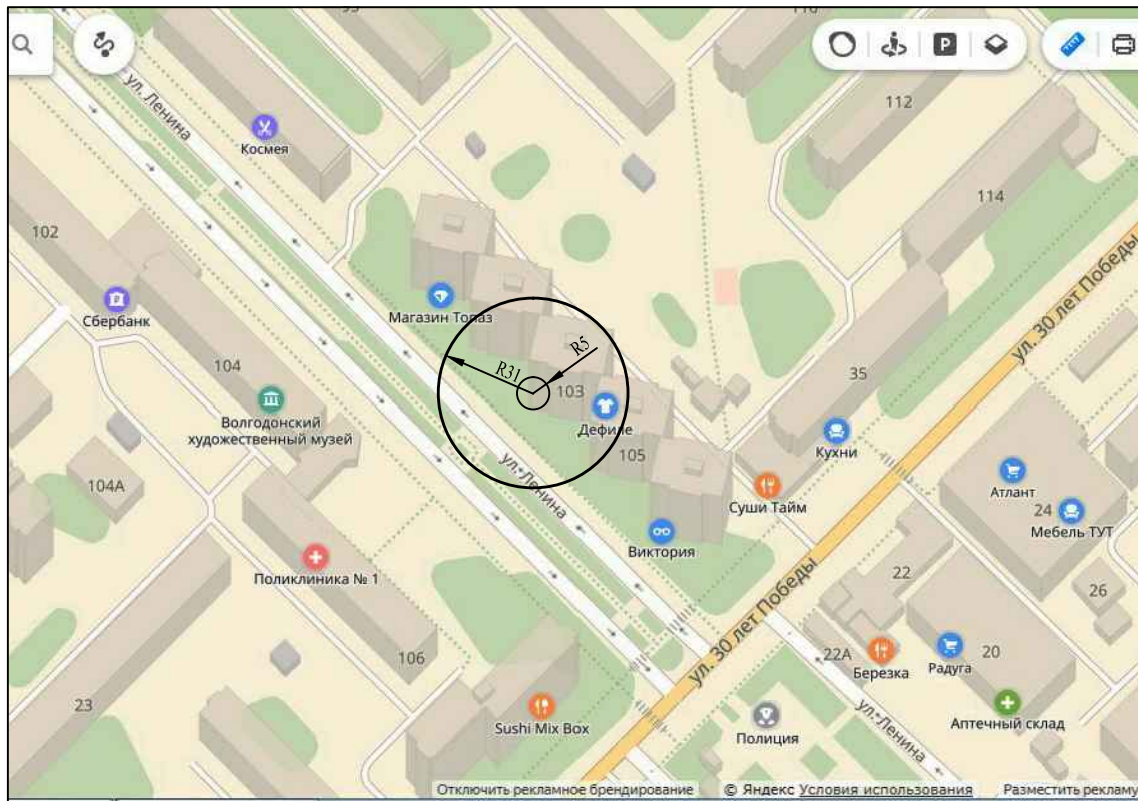 ул. Ленина
P
Космея
112
114
102
Сбербанк
Магазин Топаз
ул. 30 лет Победы
R31
R5
104
103
35
Волгодонский
художественный музей
Дефиле
Кухни
104А
105
ул. Ленина
Суши Тайм
Атлант
24
Мебель ТУТ
Виктория
Поликлиника № 1
22
26
ул. 30 лет Победы
106
22А
Березка
Радуга
20
23
Sushi Mix Box
Полиция
ул. Ленина
Аптечный склад
Отключить рекламное брендирование
© Яндекс Условия использования
Разместить рекламу